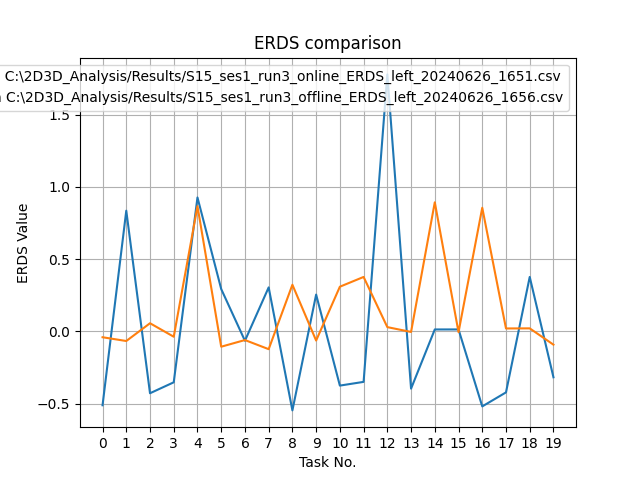 ERDS comparison
C:\2D3D_Analysis/Results/S15_ses1_run3_online_ERDS_left_20240626_1651.csv
C:\2D3D_Analysis/Results/S15_ses1_run3_offline_ERDS_left_20240626_1656.csv
1.5
1.0
0.5
0.0
−0.5
ERDS Value
0 1 2 3 4 5 6 7 8 9 10 11 12 13 14 15 16 17 18 19
Task No.